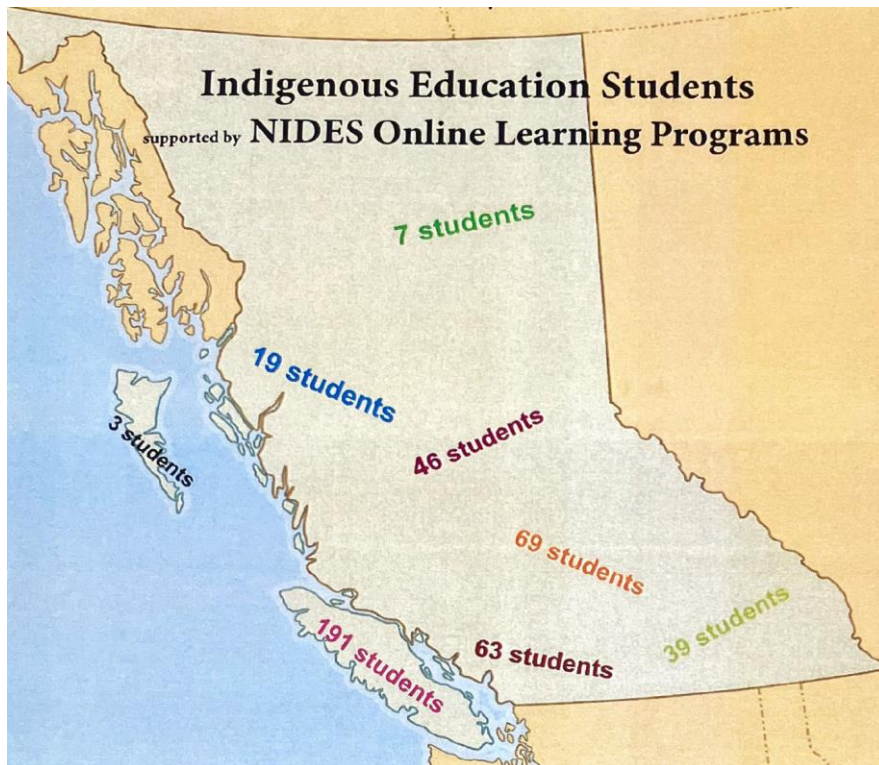 Indigenous Education Students
supported by NIDES Online Learning Programs
7 students
19 students
3 students
46 students
69 students
39 students
63 students
191 students